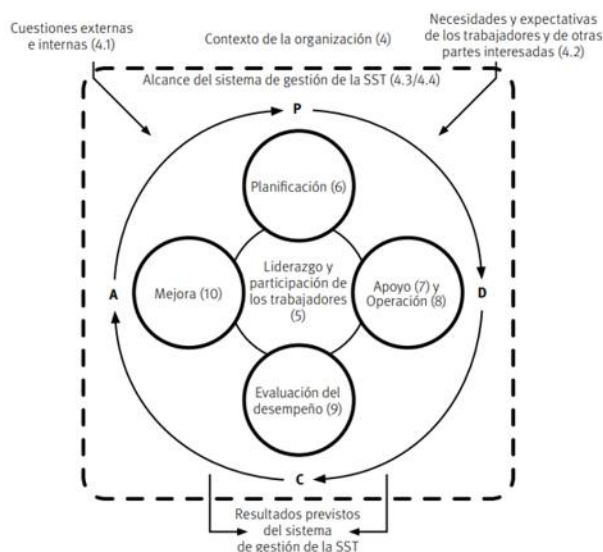 Cuestiones externas
e internas (4.1)
Contexto de la organización (4)
Necesidades y expectativas
de los trabajadores y de otras
partes interesadas (4.2)
Alcance del sistema de gestión de la SST (4.3/4.4)
P
Planificación (6)
A
Mejora (10)
Liderazgo y
participación de
los trabajadores
(5)
Apoyo (7) y
Operación (8)
D
Evaluación del
desempeño (9)
C
Resultados previstos
del sistema
de gestión de la SST